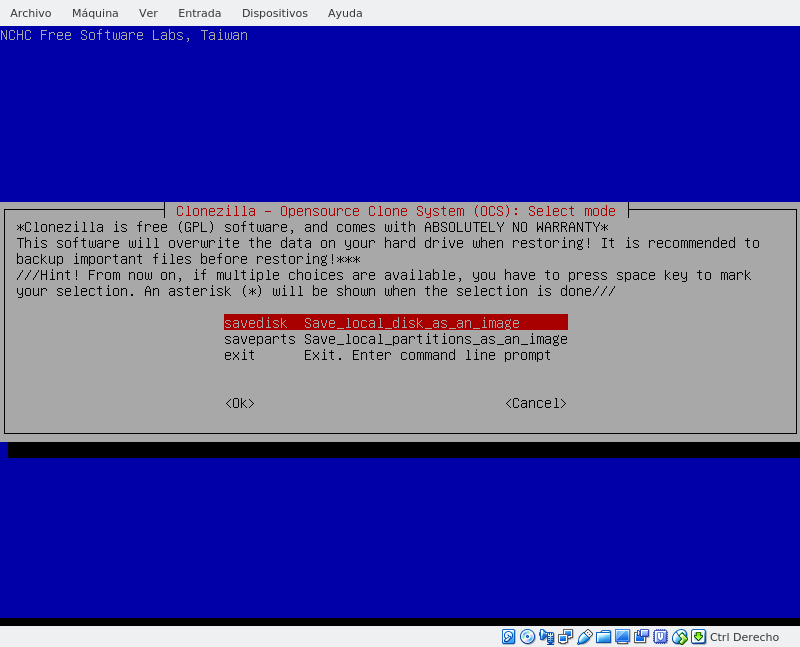 Archivo Máquina Ver Entrada Dispositivos Ayuda
NCHC Free Software Labs, Taiwan
Clonezilla - Opensource Clone System (OCS): Select mode
*Clonezilla is free (GPL) software, and comes with ABSOLUTELY NO WARRANTY*
This software will overwrite the data on your hard drive when restoring! It is recommended to
backup important files before restoring!***
///Hint! From now on, if multiple choices are available, you have to press space key to mark
your selection. An asterisk (*) will be shown when the selection is done///
savedisk Save_local_disk_as_an_image
saveparts Save_local_partitions_as_an_image
exit Exit. Enter command line prompt
<Ok> <Cancel>
Ctrl Derecho